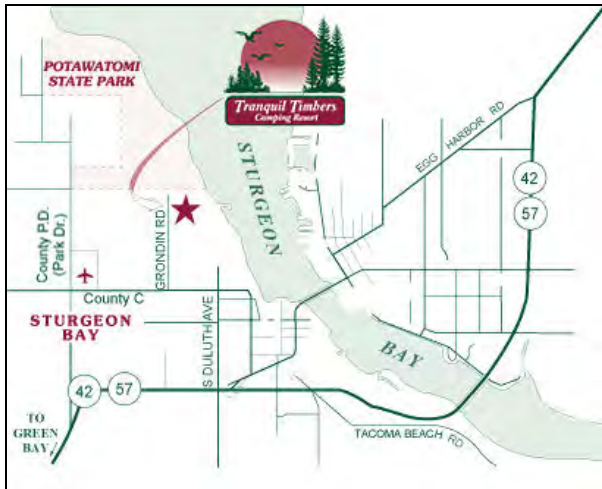 POTAWATOMI
STATE PARK
Tranquil Timbers
Camping Resort
STURGEON
EGG HARBOR RD
42
57
County P.D.
(Park Dr.)
GRONDIN RD
County C
STURGEON
BAY
S DULUTH AVE
BAY
42
57
TO
GREEN
BAY
TACOMA BEACH RD